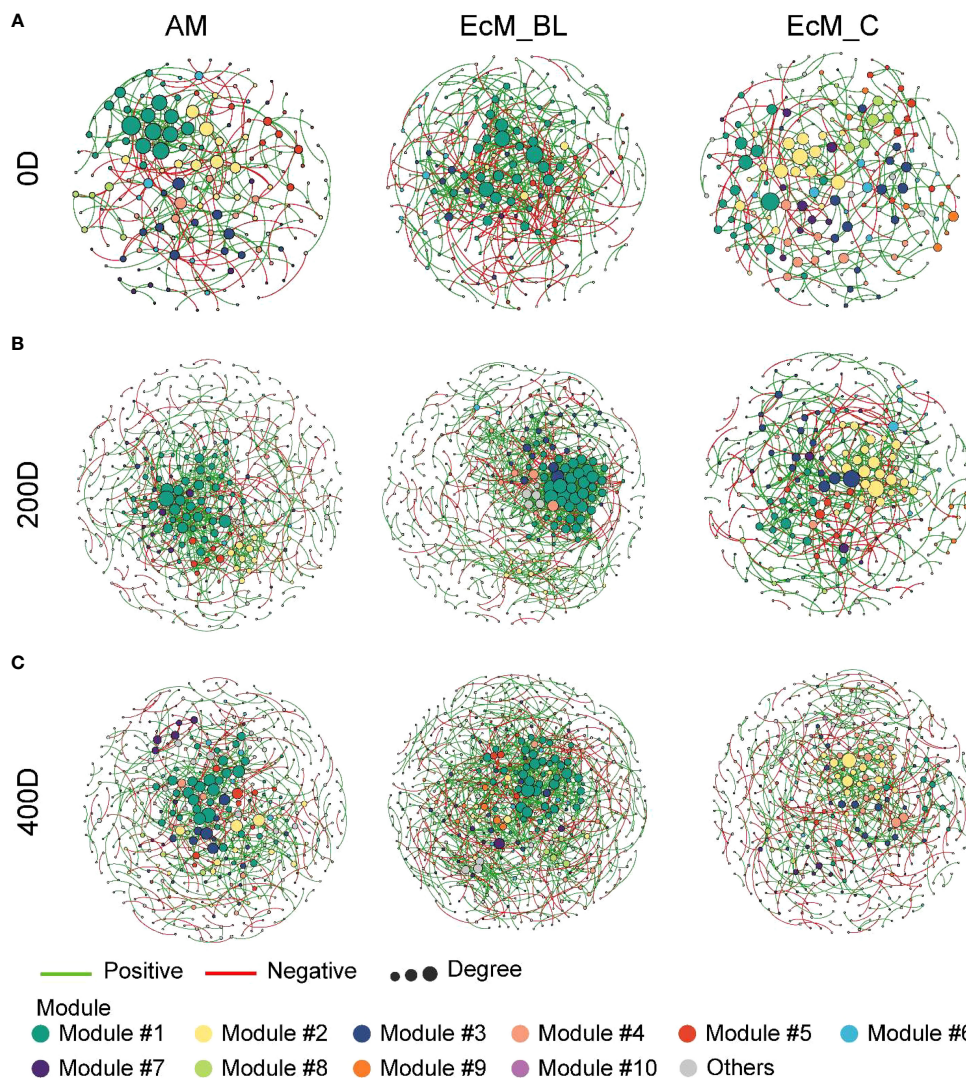 A
AM EcM_BL EcM_C
0D
B
200D
C
400D
Positive Negative Degree
Module
Module #1 Module #2 Module #3 Module #4 Module #5 Module #6
Module #7 Module #8 Module #9 Module #10 Others